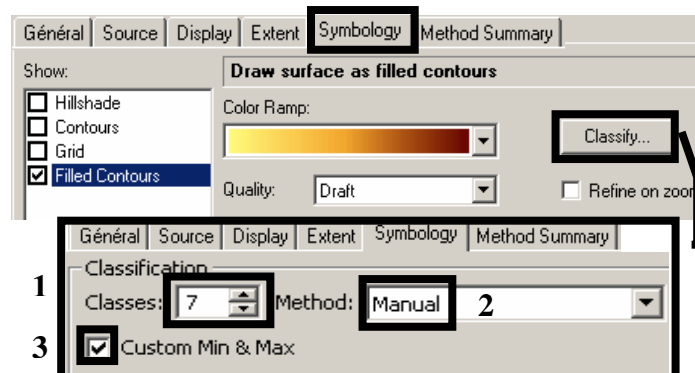 Général Source Display Extent Symbology Method Summary
Show: Draw surface as filled contours
Hillshade
Contours
Grid
Filled Contours
Color Ramp:
Classify...
Quality: Draft Refine on zoom
Général Source Display Extent Symbology Method Summary
Classification
1 Classes: 7 Method: Manual 2
3 Custom Min & Max